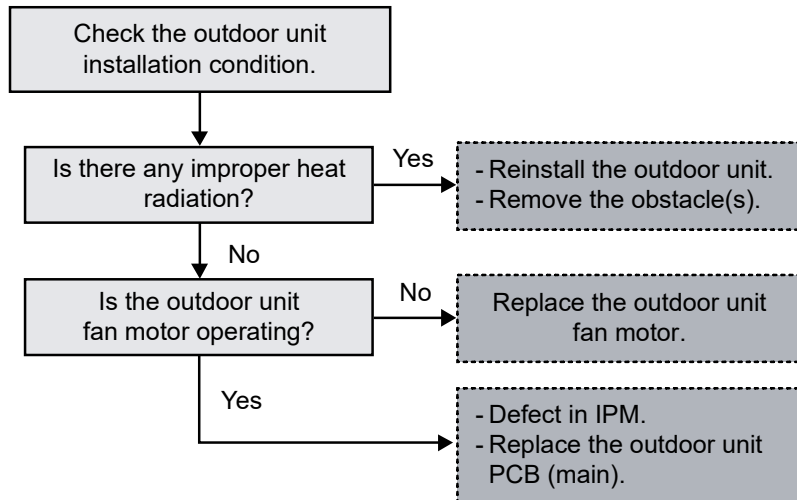 Check the outdoor unit
installation condition.
Is there any improper heat
radiation?
Yes
- Reinstall the outdoor unit.
- Remove the obstacle(s).
No
Is the outdoor unit
fan motor operating?
No
Replace the outdoor unit
fan motor.
Yes
- Defect in IPM.
- Replace the outdoor unit
PCB (main).